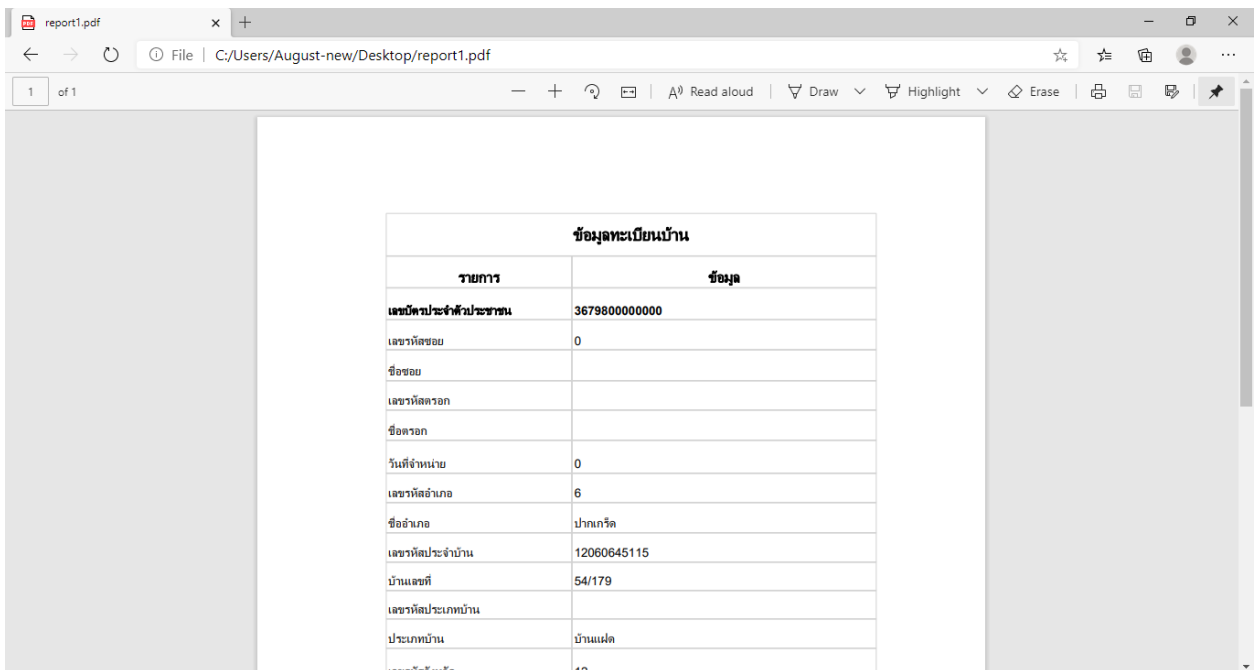 report1.pdf
File | C:/Users/August-new/Desktop/report1.pdf
1 of 1 Read aloud Draw Highlight Erase
ข้อมูลทะเบียนบ้าน
รายการ ข้อมูล
เลขบัตรประจำตัวประชาชน 3679800000000
เลขรหัสซอย 0
ชื่อซอย
เลขรหัสตรอก
ชื่อตรอก
วันที่จำหน่าย 0
เลขรหัสอำเภอ 6
ชื่ออำเภอ ปากเกร็ด
เลขรหัสประจำบ้าน 12060645115
บ้านเลขที่ 54/179
เลขรหัสประเภทบ้าน
ประเภทบ้าน บ้านแฝด